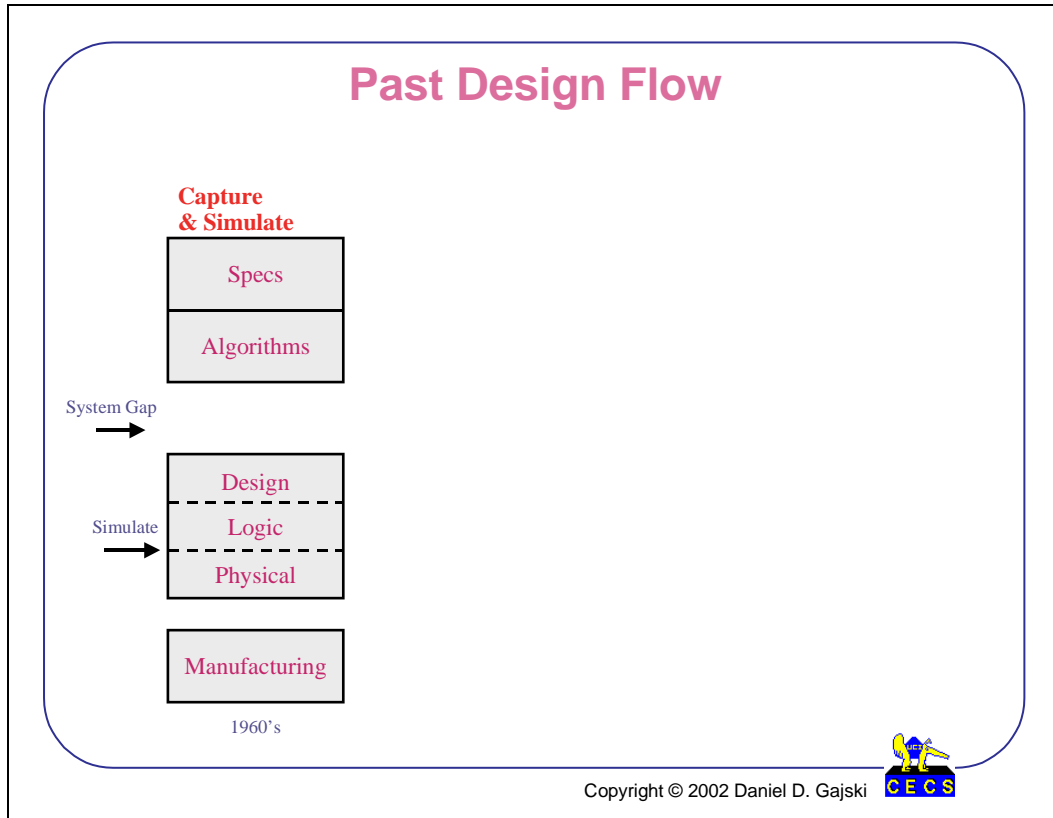 Past Design Flow
Capture
& Simulate
Specs
Algorithms
System Gap
Design
Simulate
Logic
Physical
Manufacturing
1960’s
UCI
Copyright © 2002 Daniel D. Gajski
CECS